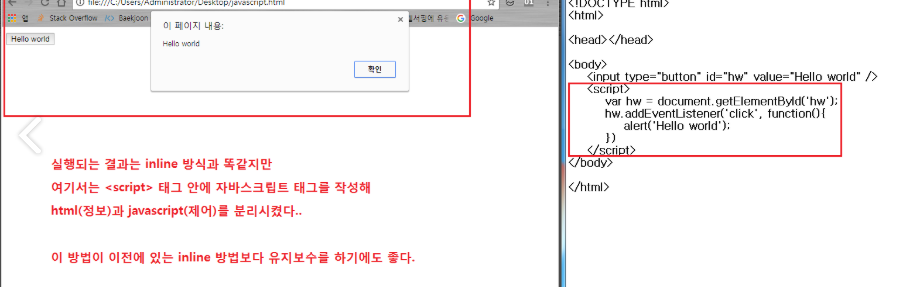 file:///C:/Users/Administrator/Desktop/javascript.html
Stack Overflow </> Baekjoon
Google
이 페이지 내용:
Hello world
확인
Hello world
실행되는 결과는 inline 방식과 똑같지만
여기서는 <script> 태그 안에 자바스크립트 태그를 작성해
html(정보)과 javascript(제어)를 분리시켰다..
이 방법이 이전에 있는 inline 방법보다 유지보수를 하기에도 좋다.
<!DOCTYPE html>
<html>
<head></head>
<body>
<input type="button" id="hw" value="Hello world" />
<script>
var hw = document.getElementById('hw');
hw.addEventListener('click', function(){
alert('Hello world');
})
</script>
</body>
</html>